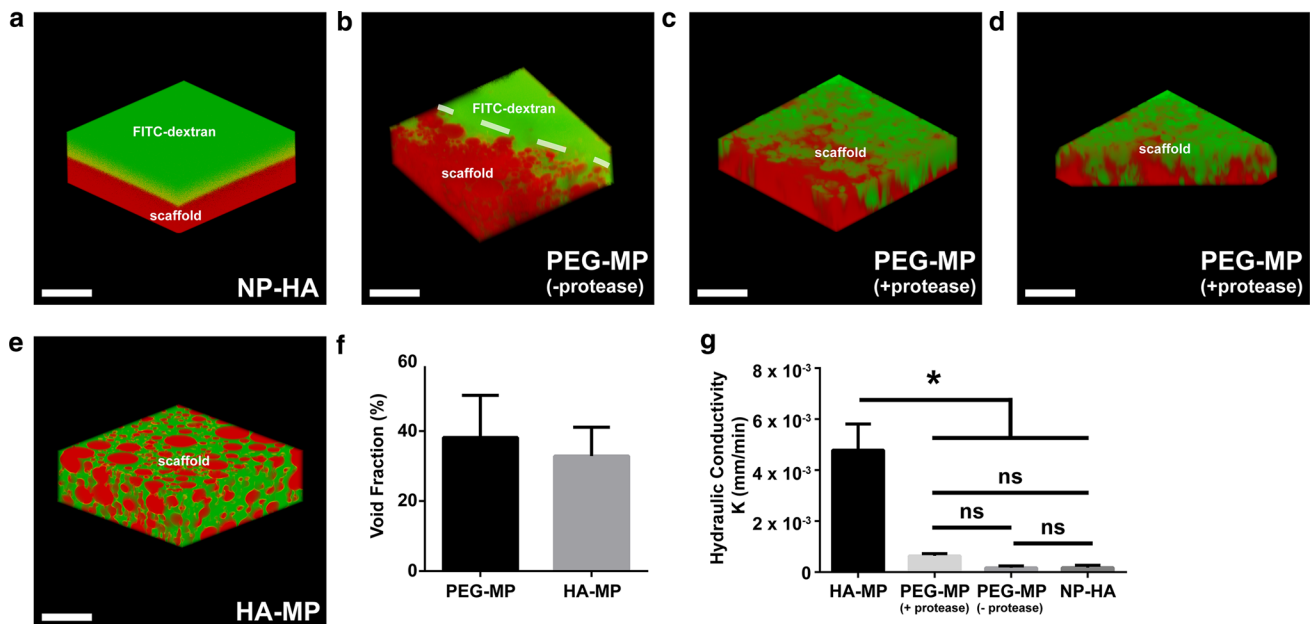 a
FITC-dextran
scaffold
NP-HA
b
FITC-dextran
scaffold
PEG-MP
(-protease)
c
scaffold
PEG-MP
(+protease)
d
scaffold
PEG-MP
(+protease)
e
scaffold
HA-MP
f
Void Fraction (%)
60
40
20
0
PEG-MP HA-MP
g
Hydraulic Conductivity
K (mm/min)
8 x 10-3
6 x 10-3
4 x 10-3
2 x 10-3
0
*
ns
ns
ns
HA-MP PEG-MP PEG-MP NP-HA
(+ protease) (- protease)